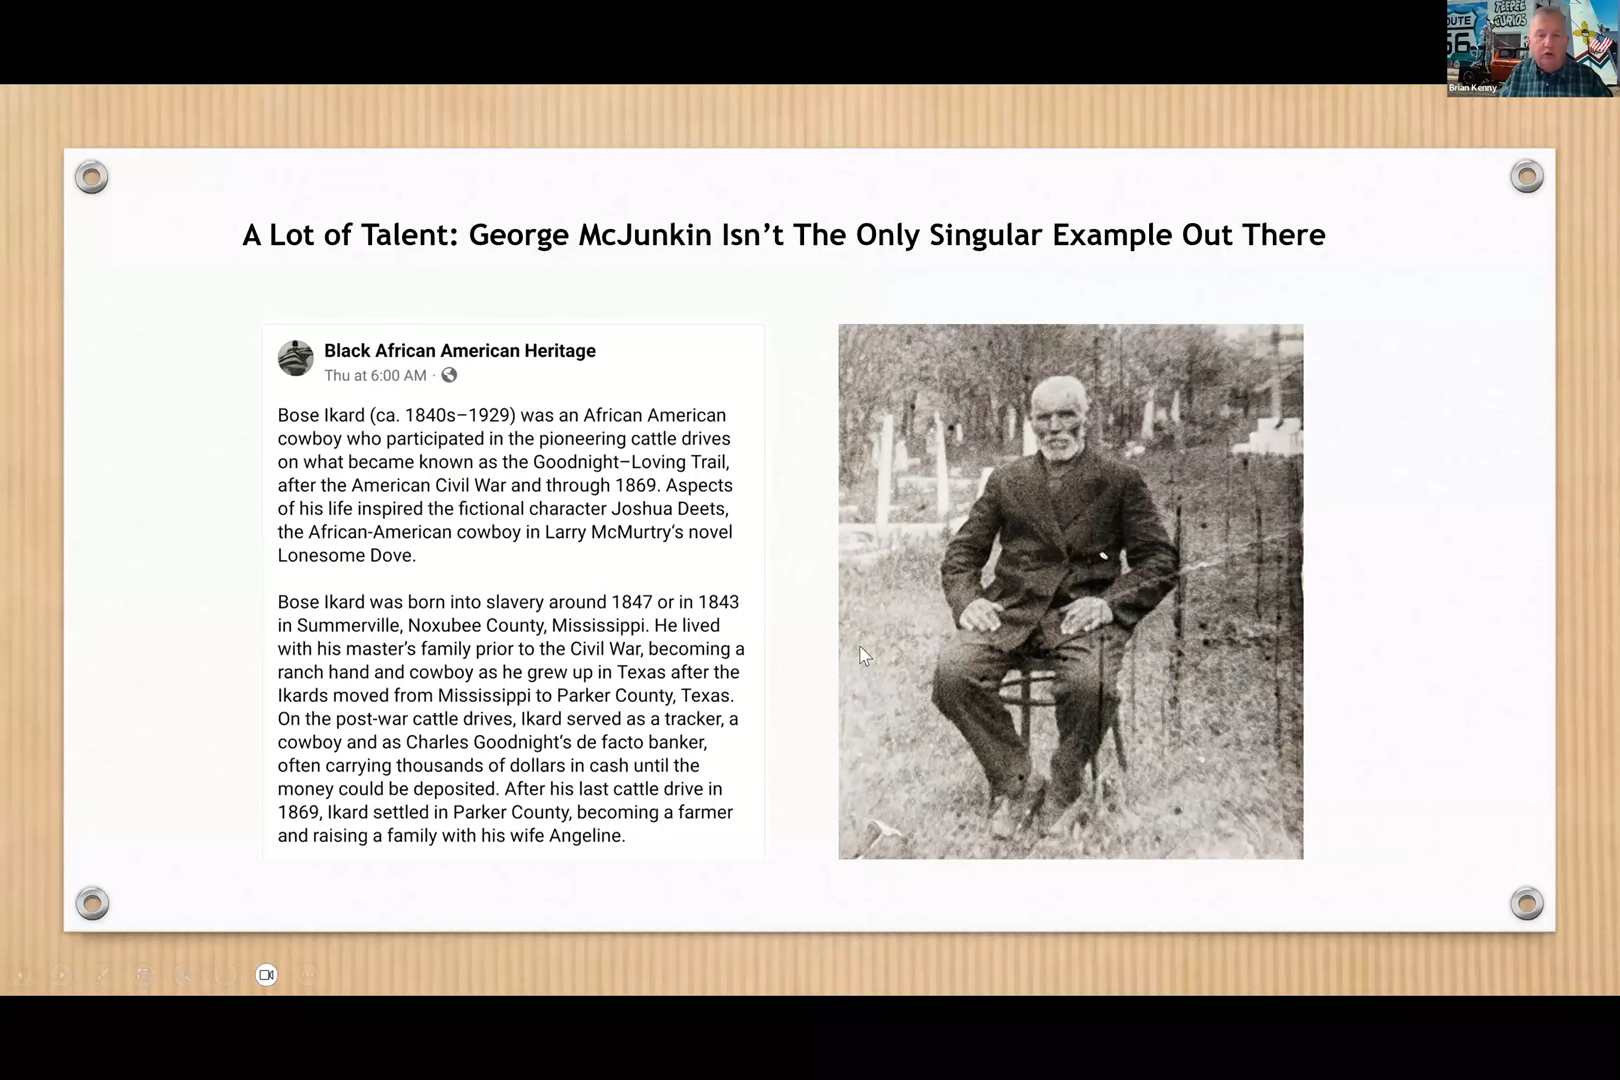 ROUTE
66
TEPEE
CURIOS
Brian Kenny
A Lot of Talent: George McJunkin Isn’t The Only Singular Example Out There
Black African American Heritage
Thu at 6:00 AM ·
Bose Ikard (ca. 1840s–1929) was an African American
cowboy who participated in the pioneering cattle drives
on what became known as the Goodnight–Loving Trail,
after the American Civil War and through 1869. Aspects
of his life inspired the fictional character Joshua Deets,
the African-American cowboy in Larry McMurtry‘s novel
Lonesome Dove.
Bose Ikard was born into slavery around 1847 or in 1843
in Summerville, Noxubee County, Mississippi. He lived
with his master’s family prior to the Civil War, becoming a
ranch hand and cowboy as he grew up in Texas after the
Ikards moved from Mississippi to Parker County, Texas.
On the post-war cattle drives, Ikard served as a tracker, a
cowboy and as Charles Goodnight‘s de facto banker,
often carrying thousands of dollars in cash until the
money could be deposited. After his last cattle drive in
1869, Ikard settled in Parker County, becoming a farmer
and raising a family with his wife Angeline.